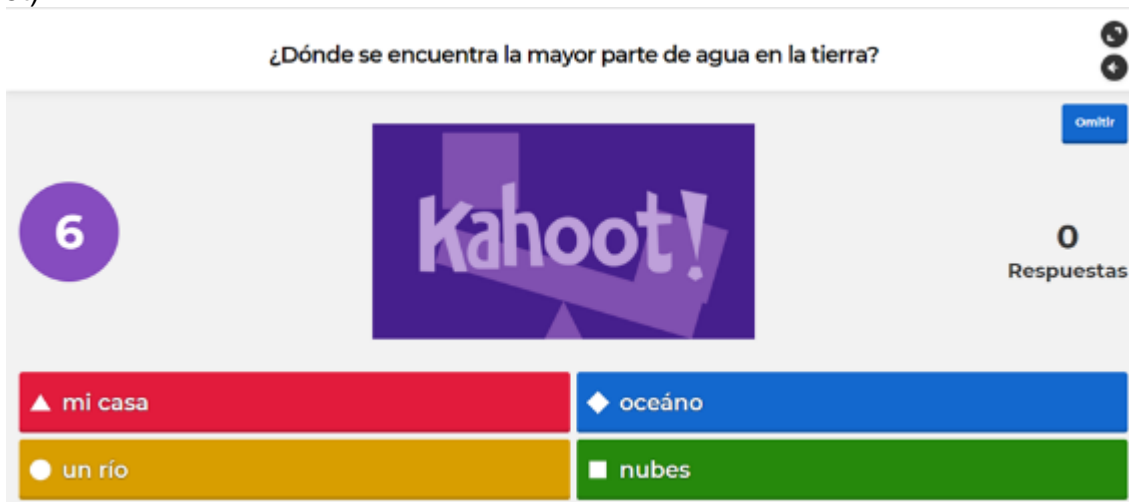 ¿Dónde se encuentra la mayor parte de agua en la tierra?
Omitir
6
Kahoot!
0
Respuestas
mi casa
oceáno
un río
nubes